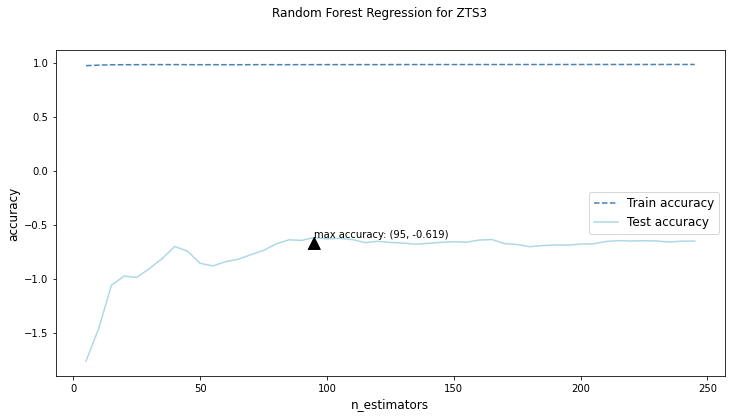 Random Forest Regression for ZTS3
accuracy
1.0
0.5
0.0
−0.5
−1.0
−1.5
Train accuracy
Test accuracy
max accuracy: (95, -0.619)
0
50
100
150
200
250
n_estimators